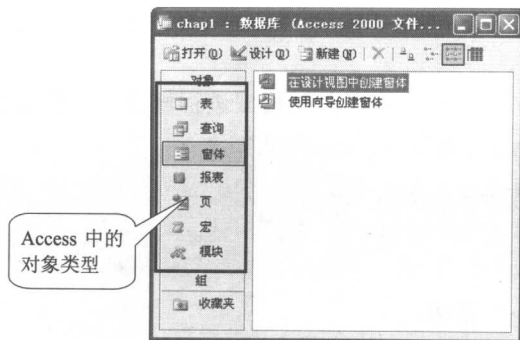 chap1 : 数据库 (Access 2000 文件...
打开(O) 设计(D) 新建(N)
对象
在设计视图中创建窗体
使用向导创建窗体
表
查询
窗体
报表
页
宏
模块
组
收藏夹
Access 中的
对象类型